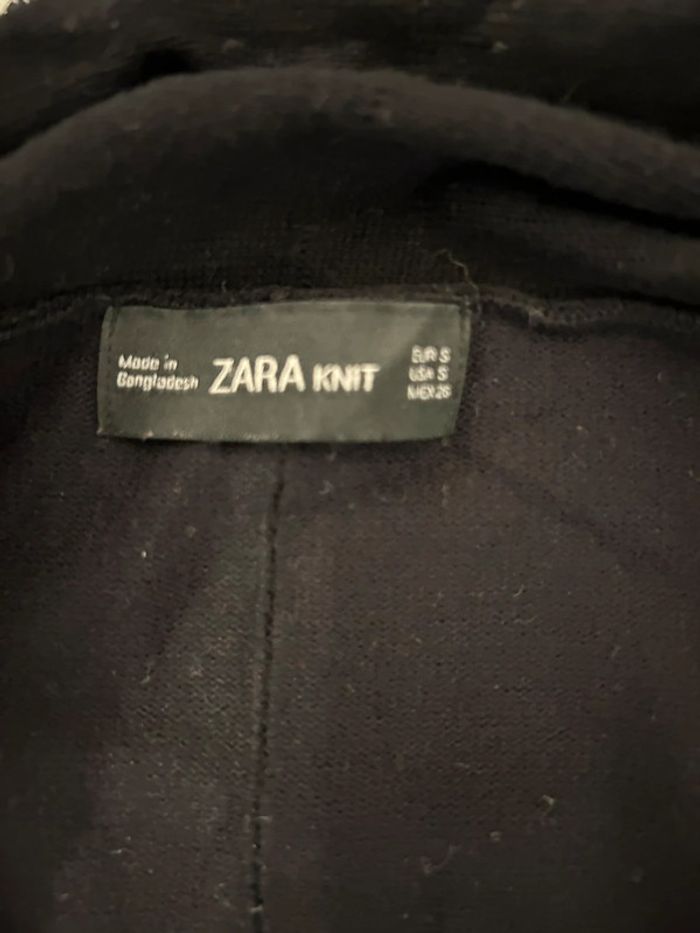 Made in
Bangladesh
ZARA KNIT
EUR S
USA S
MEX 26